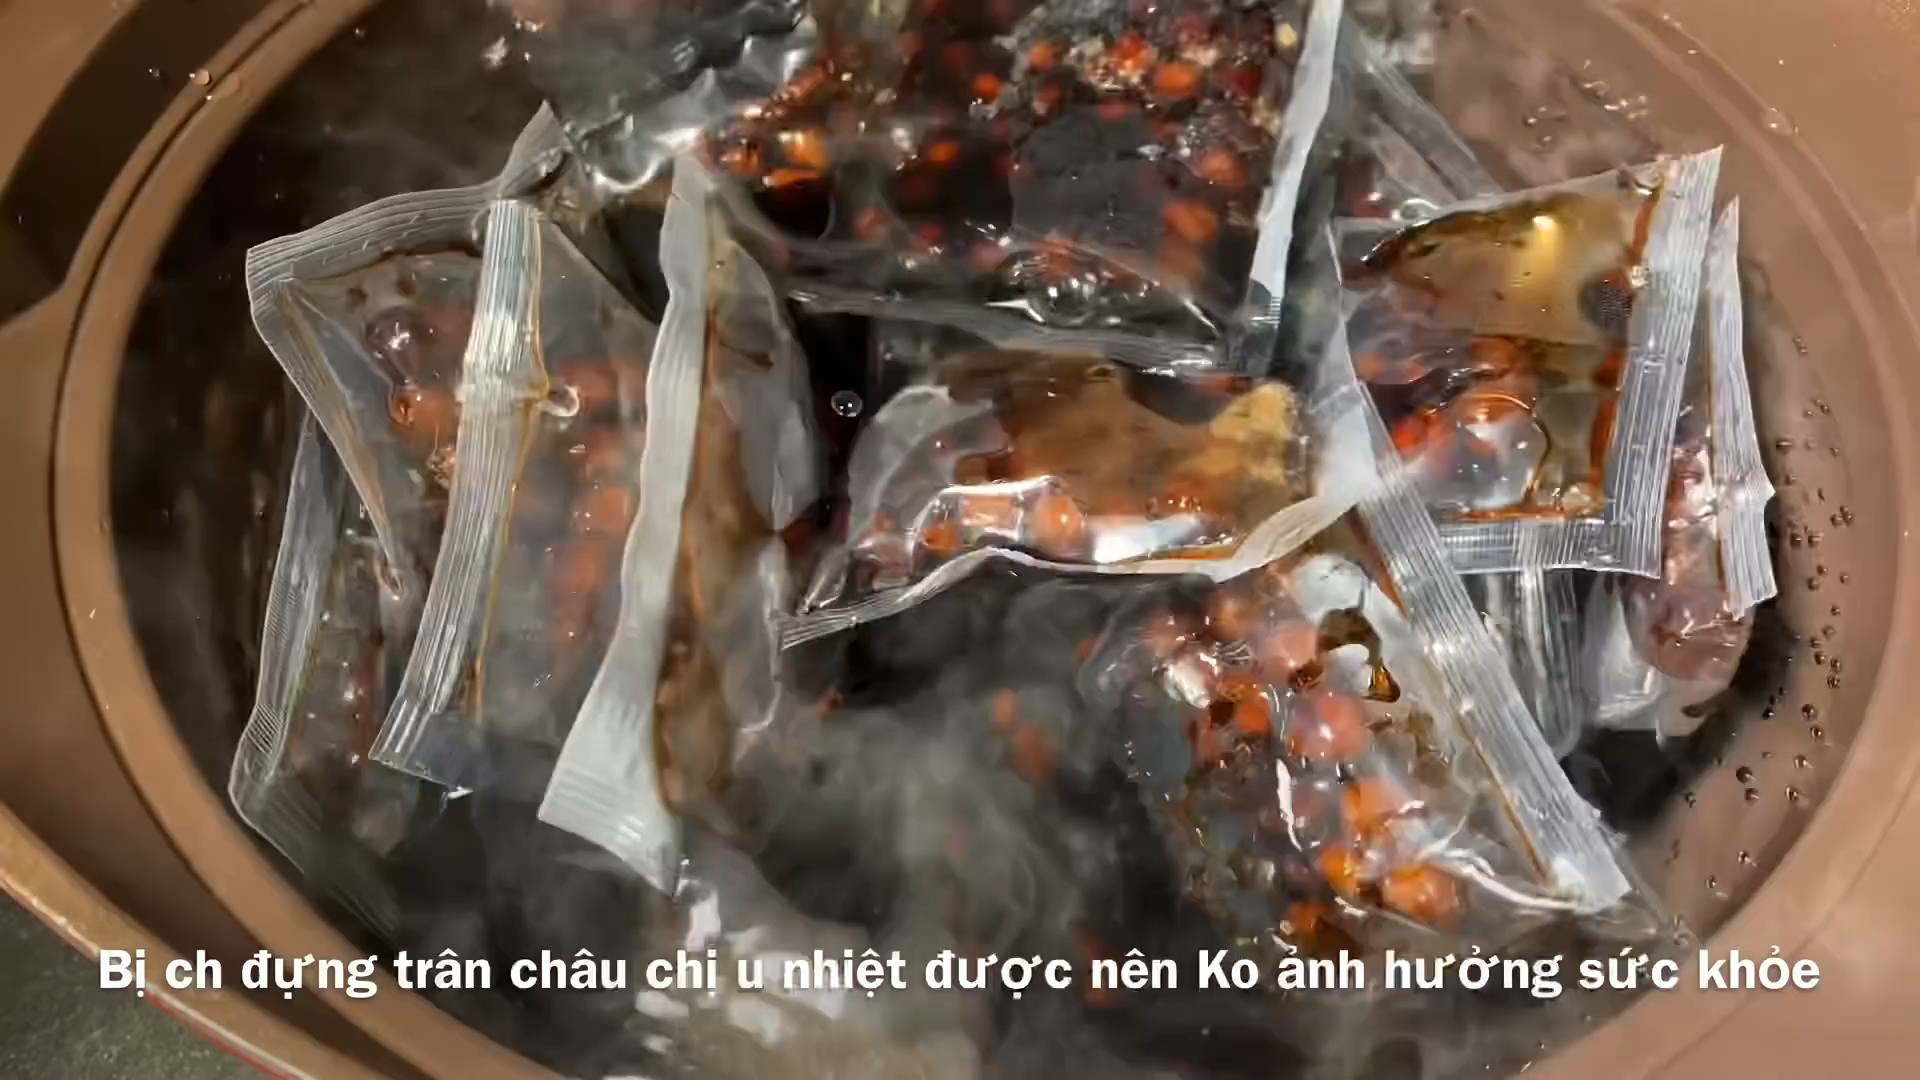 Bị ch đựng trân châu chị u nhiệt được nên Ko ảnh hưởng sức khỏe